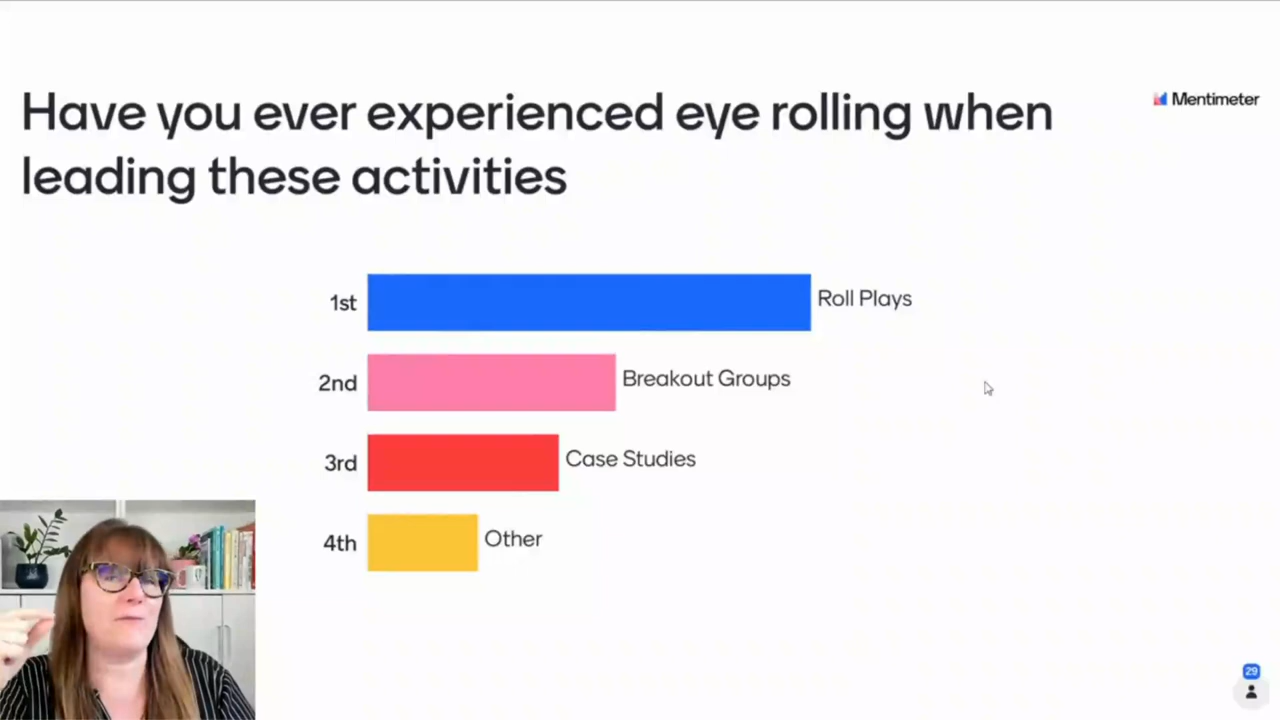 Have you ever experienced eye rolling when
leading these activities
Mentimeter
1st Roll Plays
2nd Breakout Groups
3rd Case Studies
4th Other
29